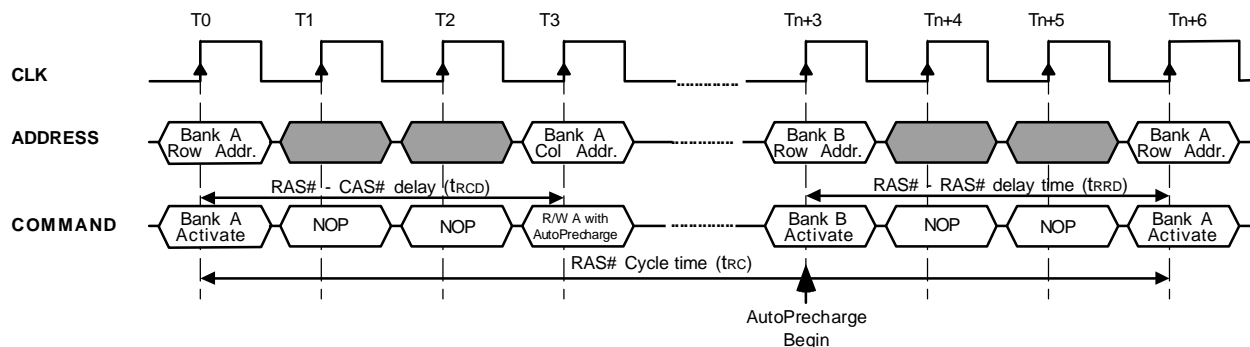 T0 T1 T2 T3 Tn+3 Tn+4 Tn+5 Tn+6
CLK
ADDRESS
Bank A
Row Addr.
Bank A
Col Addr.
Bank B
Row Addr.
Bank A
Row Addr.
RAS# - CAS# delay (tRCD)
RAS# - RAS# delay time (tRRD)
COMMAND
Bank A
Activate
NOP
NOP
R/W A with
AutoPrecharge
Bank B
Activate
NOP
NOP
Bank A
Activate
RAS# Cycle time (tRC)
AutoPrecharge
Begin